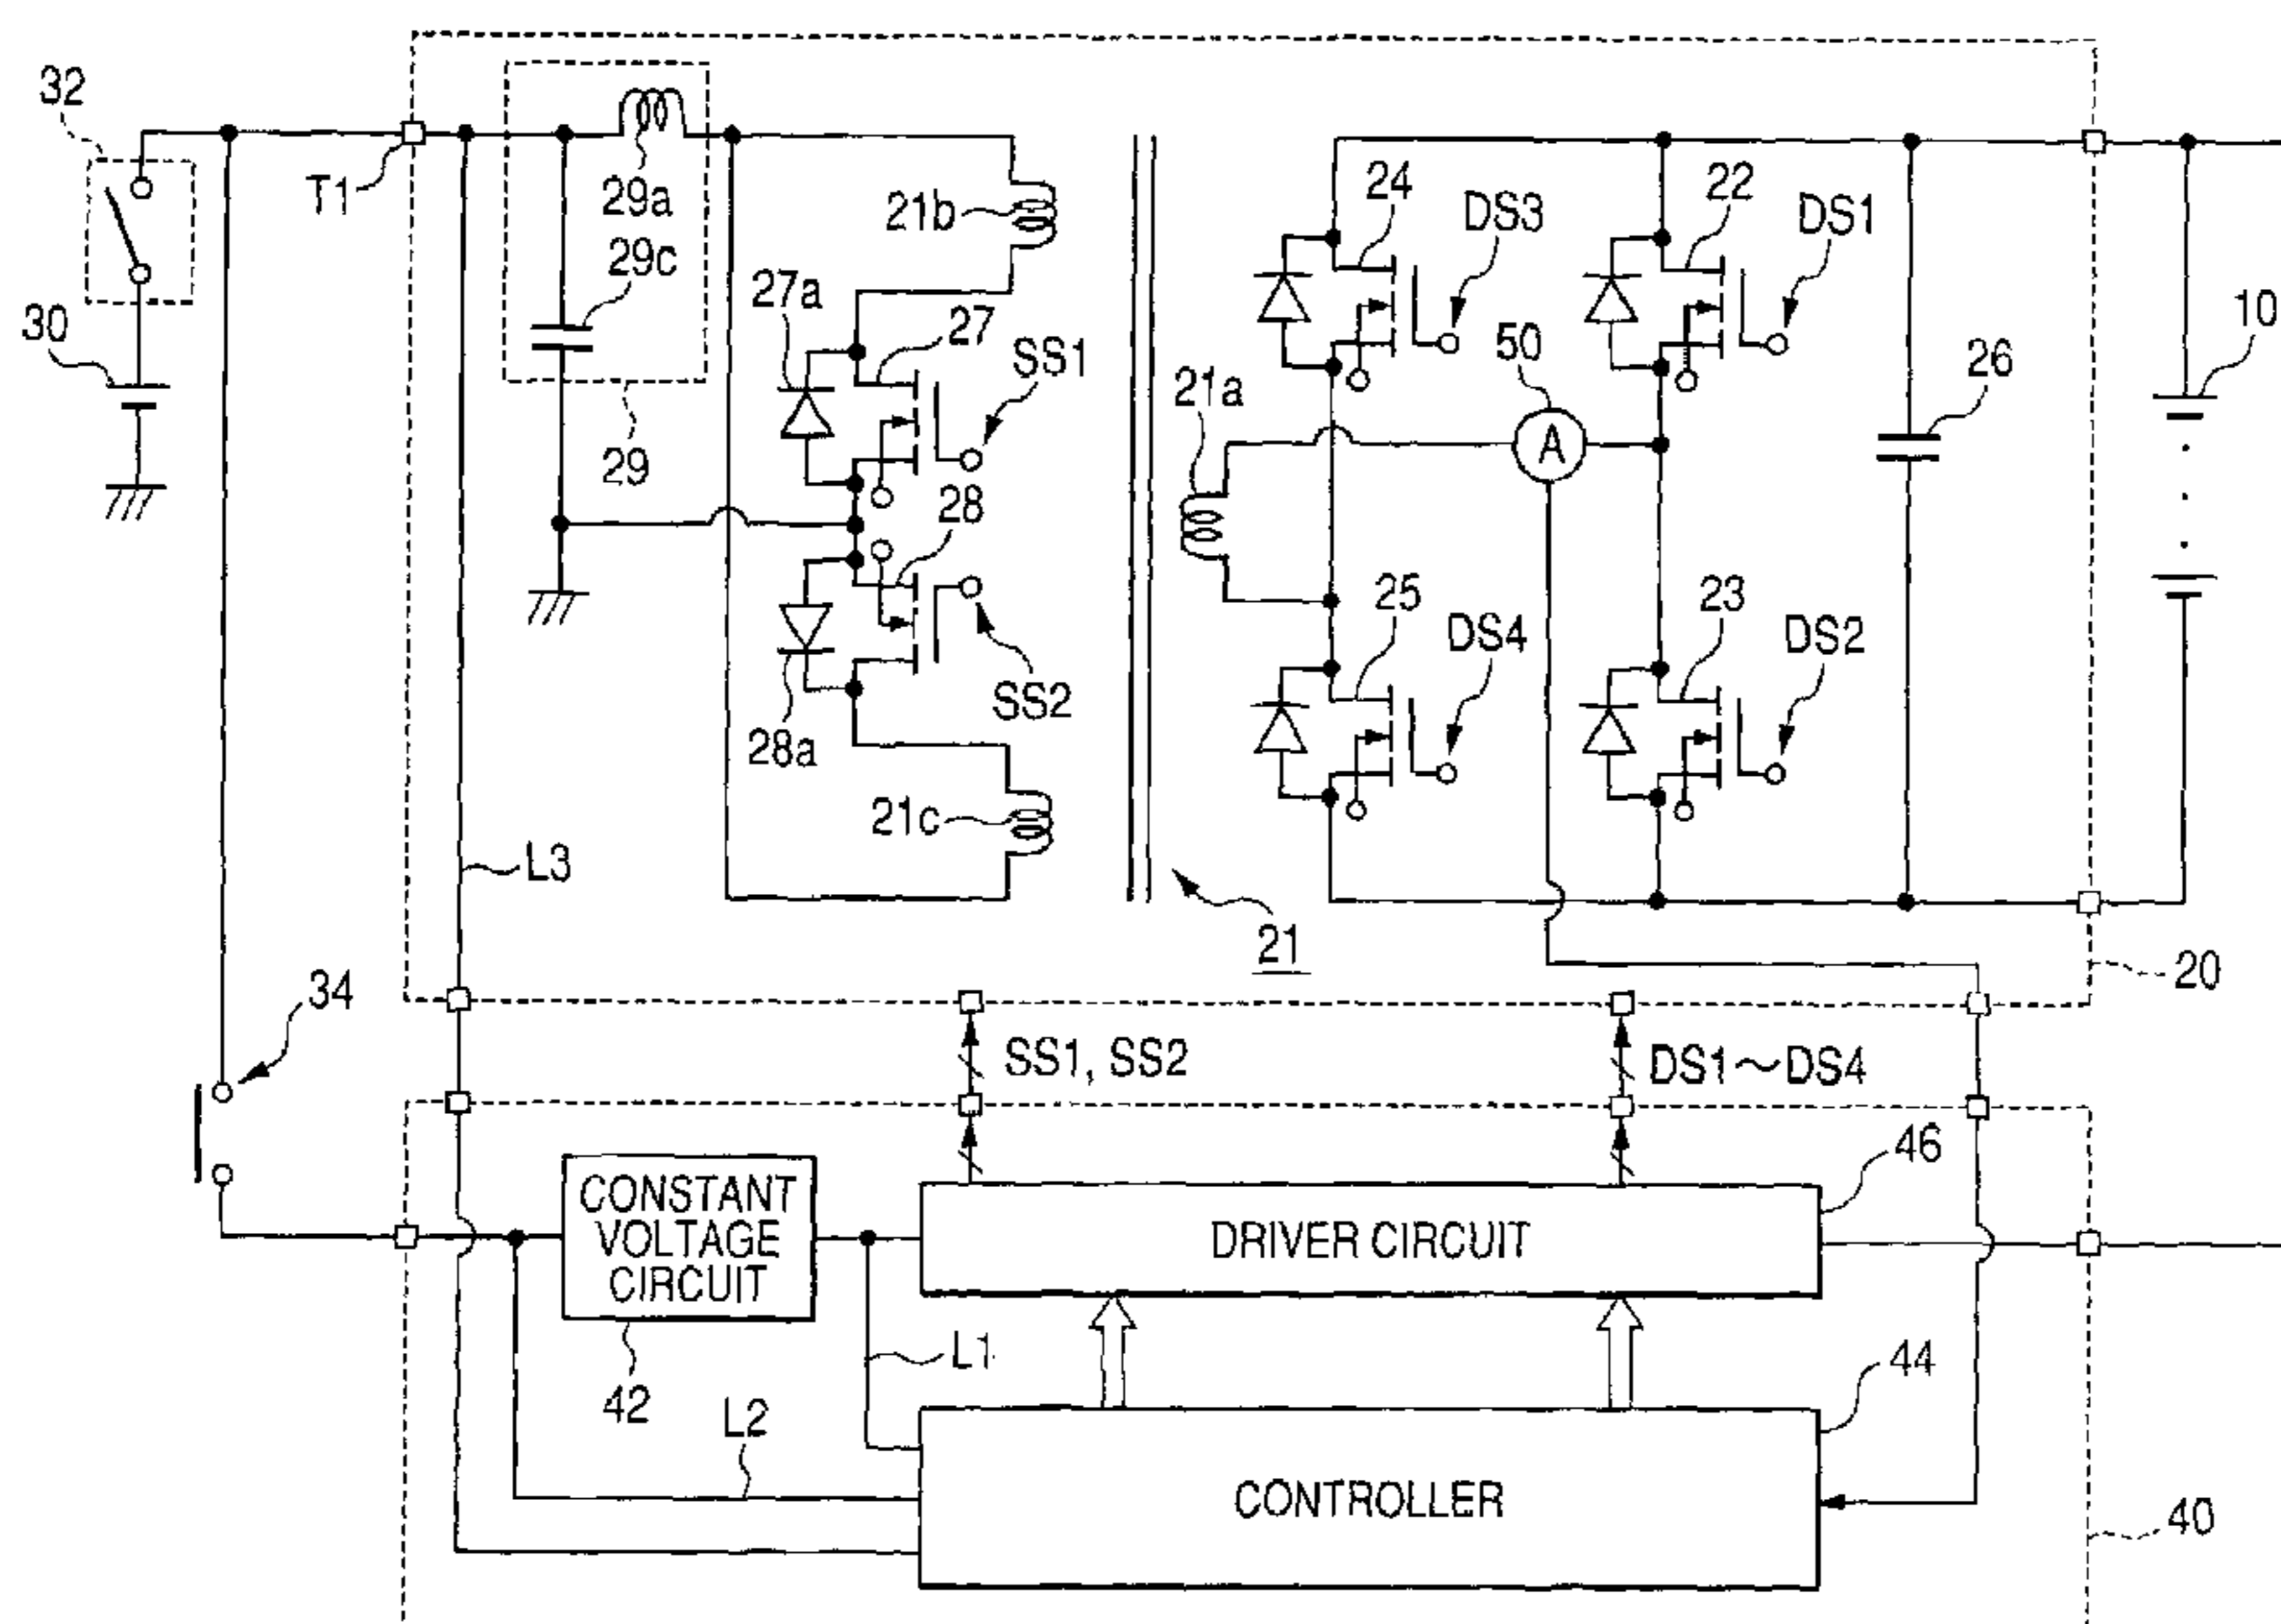 32
T1
29a
29c
21b
24
DS3
22
DS1
27a
27
SS1
30
50
10
26
21a
29
28
25
DS4
23
DS2
SS2
28a
21c
L3
21
20
34
SS1, SS2
DS1～DS4
46
CONSTANT
VOLTAGE
CIRCUIT
DRIVER CIRCUIT
A
L1
44
42
L2
CONTROLLER
40